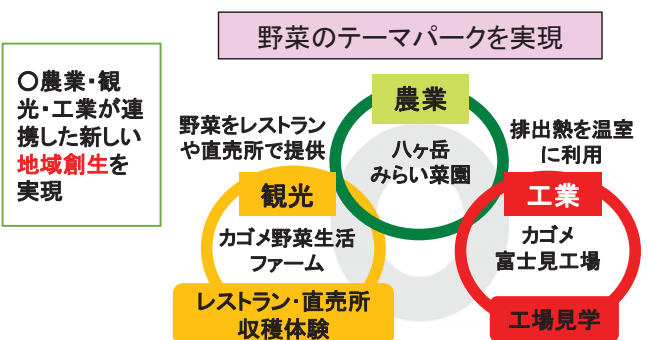 野菜のテーマパークを実現
〇農業・観
光・工業が連
携した新しい
地域創生を
実現
農業
八ヶ岳
みらい菜園
野菜をレストラン
や直売所で提供
排出熱を温室
に利用
観光
カゴメ野菜生活
ファーム
レストラン・直売所
収穫体験
工業
カゴメ
富士見工場
工場見学